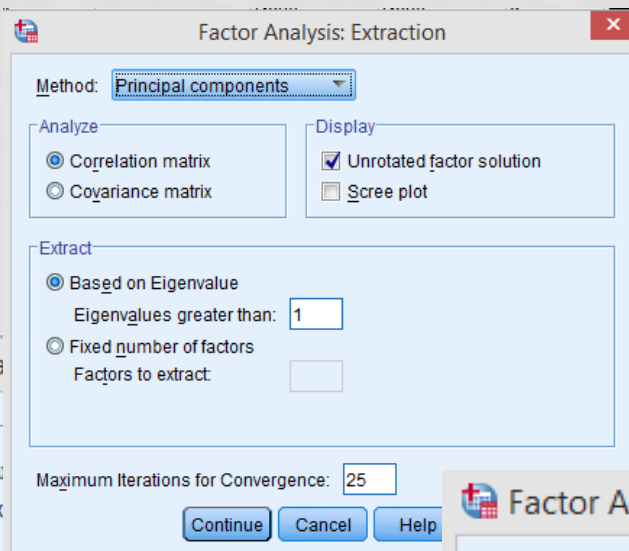 Factor Analysis: Extraction
Method: Principal components
Analyze
Correlation matrix
Covariance matrix
Display
Unrotated factor solution
Scree plot
Extract
Based on Eigenvalue
Eigenvalues greater than: 1
Fixed number of factors
Factors to extract:
Maximum Iterations for Convergence: 25
Continue Cancel Help
Factor A